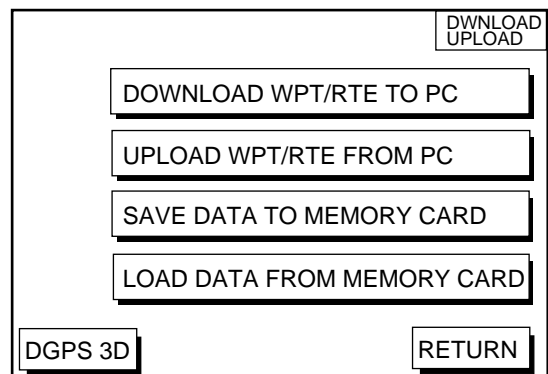 DWNLOAD
UPLOAD
DOWNLOAD WPT/RTE TO PC
UPLOAD WPT/RTE FROM PC
SAVE DATA TO MEMORY CARD
LOAD DATA FROM MEMORY CARD
DGPS 3D
RETURN